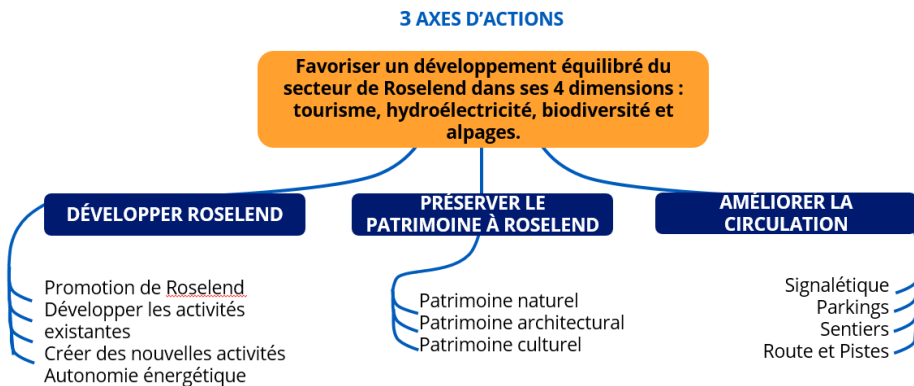 3 AXES D'ACTIONS
Favoriser un développement équilibré du
secteur de Roselend dans ses 4 dimensions :
tourisme, hydroélectricité, biodiversité et
alpages.
DÉVELOPPER ROSELEND
Promotion de Roselend
Développer les activités
existantes
Créer des nouvelles activités
Autonomie énergétique
PRÉSERVER LE
PATRIMOINE À ROSELEND
Patrimoine naturel
Patrimoine architectural
Patrimoine culturel
AMÉLIORER LA
CIRCULATION
Signalétique
Parkings
Sentiers
Route et Pistes